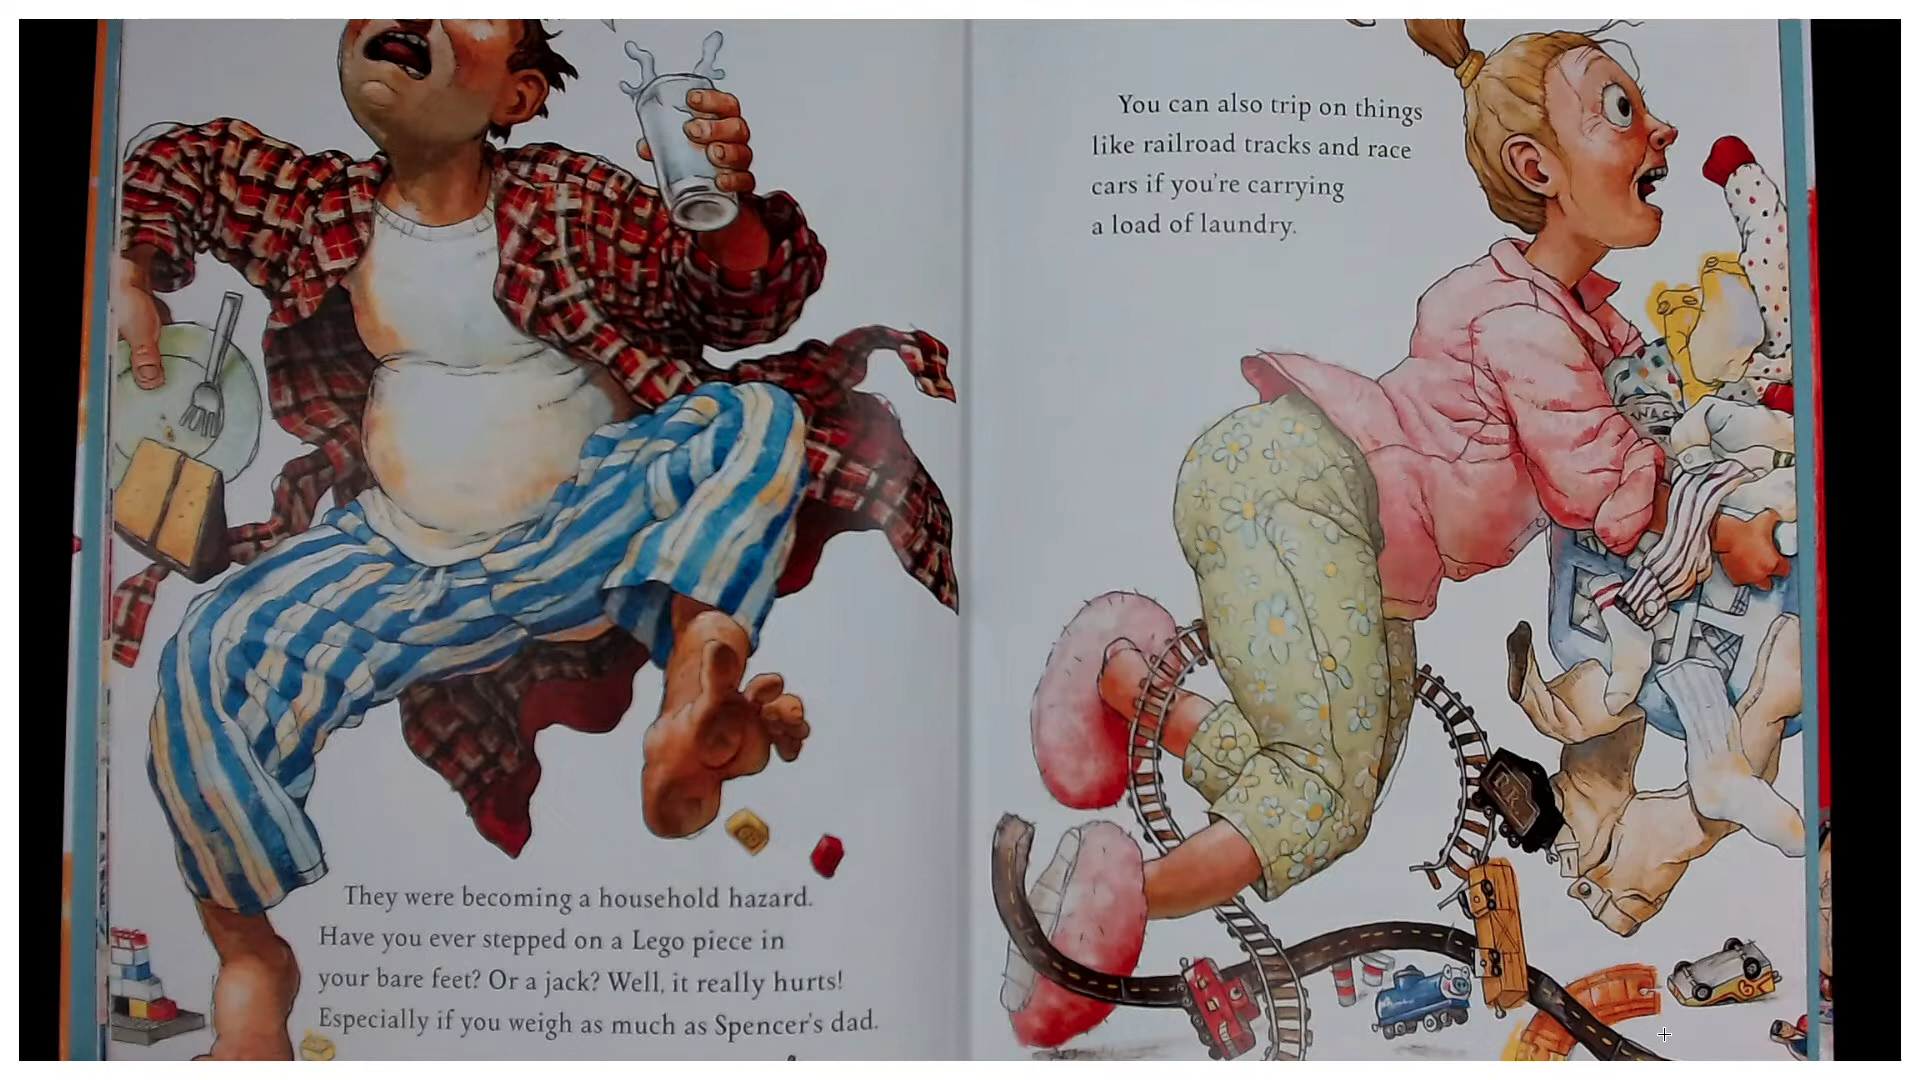 They were becoming a household hazard.
Have you ever stepped on a Lego piece in
your bare feet? Or a jack? Well, it really hurts!
Especially if you weigh as much as Spencer's dad.
You can also trip on things
like railroad tracks and race
cars if you're carrying
a load of laundry.